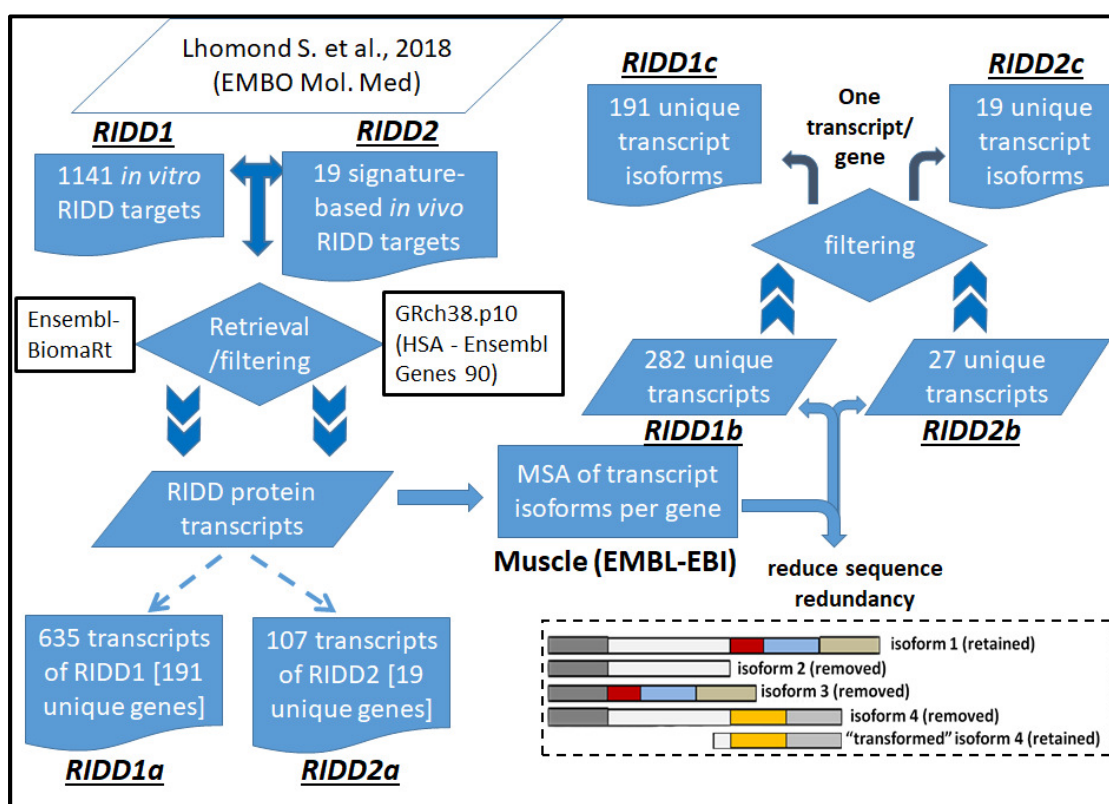 Lhomond S. et al., 2018
(EMBO Mol. Med)
RIDD1
RIDD2
1141 in vitro
RIDD targets
19 signature-
based in vivo
RIDD targets
Ensembl-
BiomaRt
Retrieval
/filtering
GRch38.p10
(HSA - Ensembl
Genes 90)
RIDD protein
transcripts
635 transcripts
of RIDD1 [191
unique genes]
RIDD1a
107 transcripts
of RIDD2 [19
unique genes]
RIDD2a
MSA of transcript
isoforms per gene
Muscle (EMBL-EBI)
RIDD1c
191 unique
transcript
isoforms
One
transcript/
gene
RIDD2c
19 unique
transcript
isoforms
filtering
282 unique
transcripts
RIDD1b
27 unique
transcripts
RIDD2b
reduce sequence
redundancy
isoform 1 (retained)
isoform 2 (removed)
isoform 3 (removed)
isoform 4 (removed)
"transformed" isoform 4 (retained)